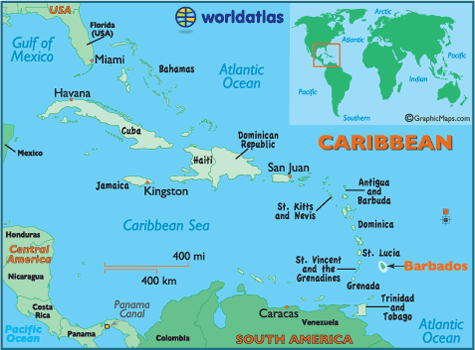 USA
worldatlas
Arctic
Atlantic
Pacific
Indian
Pacific
Southern
©GraphicMaps.com
Florida
(USA)
Gulf of
Mexico
Miami
Bahamas
Atlantic
Ocean
CARIBBEAN
Havana
Cuba
Mexico
Haiti
Dominican
Republic
San Juan
Jamaica
Kingston
Antigua
and
Barbuda
St. Kitts
and Nevis
Dominica
Caribbean Sea
Honduras
Central
America
Nicaragua
400 mi
400 km
St. Lucia
St. Vincent
and the
Grenadines
Barbados
Grenada
Costa
Rica
Panama
Canal
Trinidad
and
Tobago
Pacific
Ocean
Panama
Colombia
Caracas
Venezuela
SOUTH AMERICA